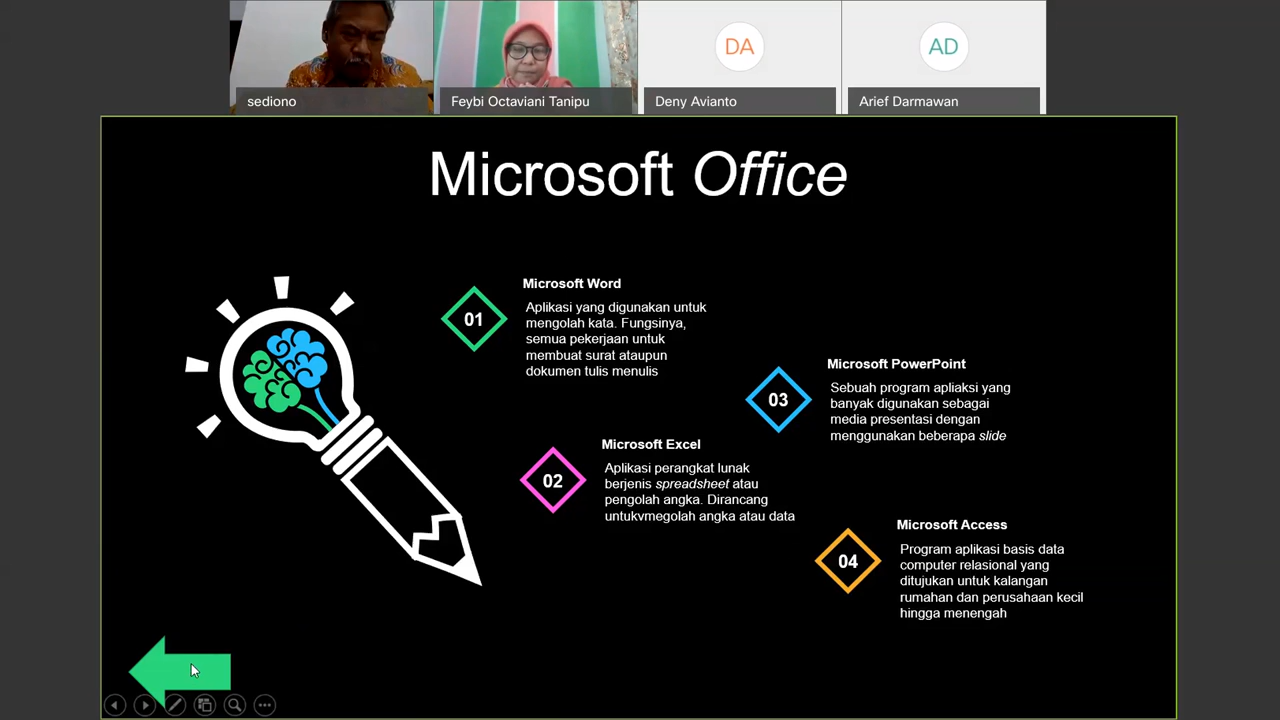 sediono
Feybi Octaviani Tanipu
DA
Deny Avianto
AD
Arief Darmawan
Microsoft Office
01
Microsoft Word
Aplikasi yang digunakan untuk
mengolah kata. Fungsinya,
semua pekerjaan untuk
membuat surat ataupun
dokumen tulis menulis
02
Microsoft Excel
Aplikasi perangkat lunak
berjenis spreadsheet atau
pengolah angka. Dirancang
untukvmegolah angka atau data
03
Microsoft PowerPoint
Sebuah program apliaksi yang
banyak digunakan sebagai
media presentasi dengan
menggunakan beberapa slide
04
Microsoft Access
Program aplikasi basis data
computer relasional yang
ditujukan untuk kalangan
rumahan dan perusahaan kecil
hingga menengah